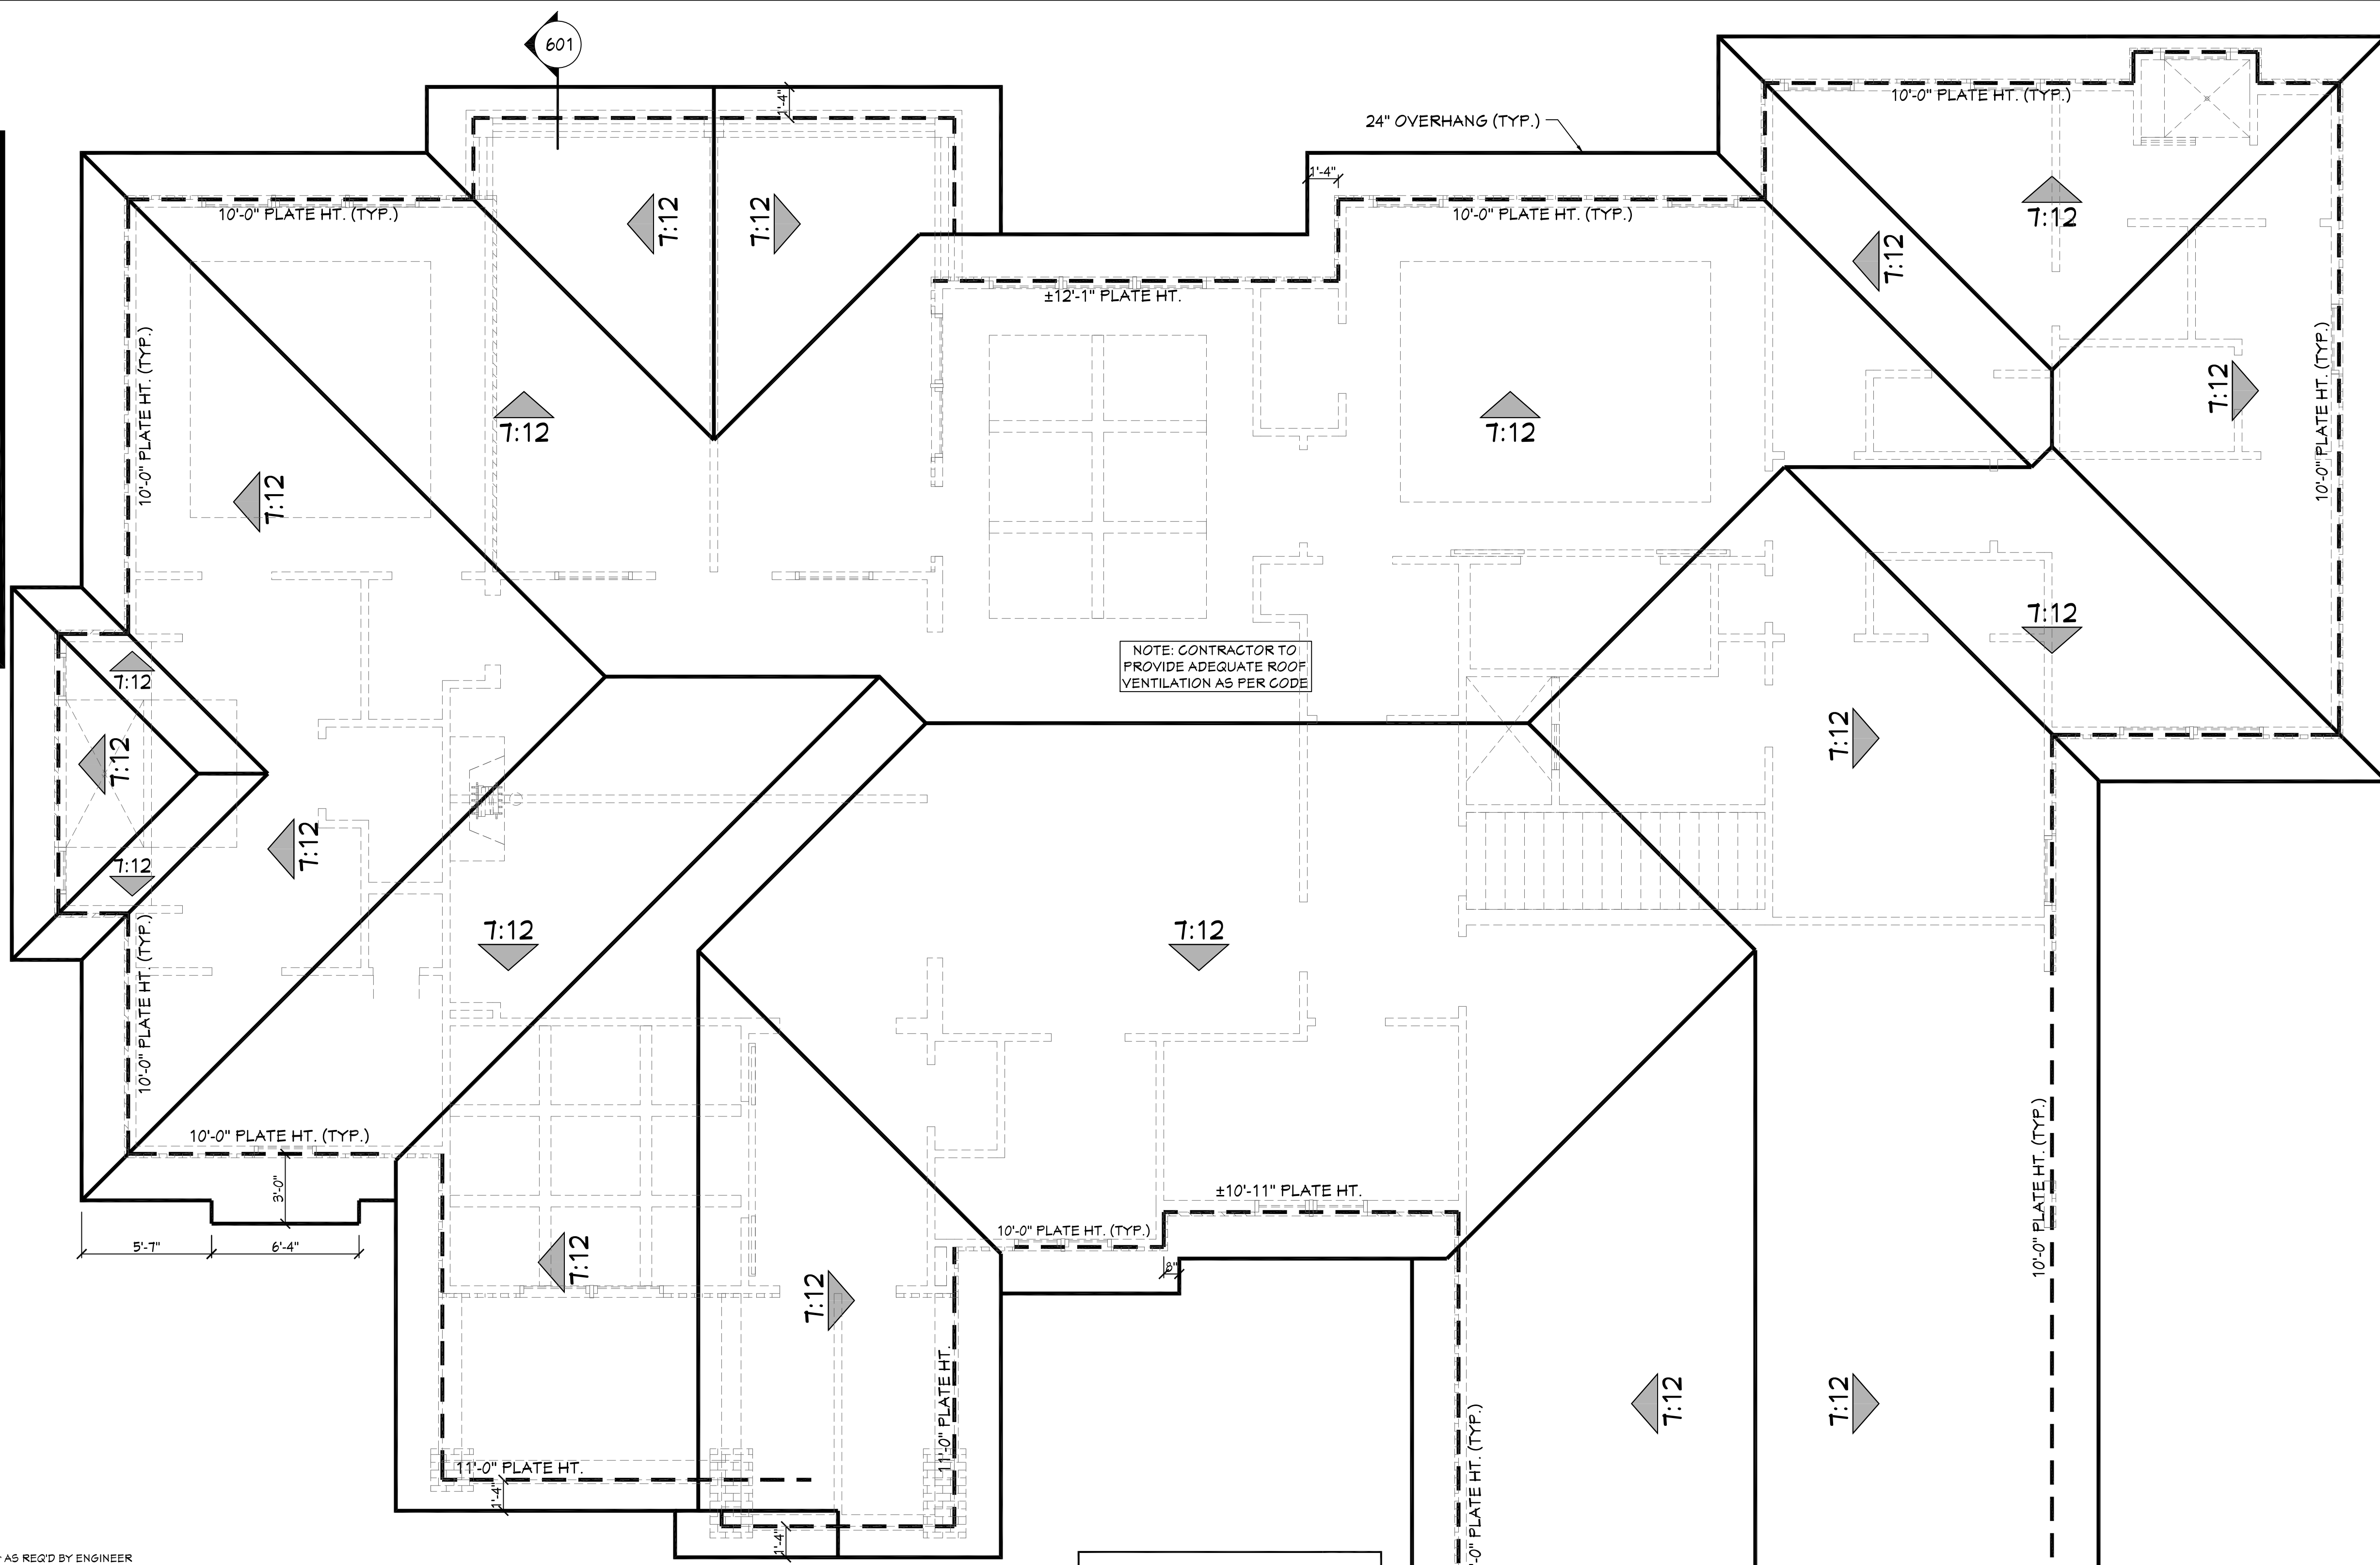 601
1'-4"
24" OVERHANG (TYP.)
10'-0" PLATE HT. (TYP.)
1'-4"
10'-0" PLATE HT. (TYP.)
10'-0" PLATE HT. (TYP.)
7:12
7:12
7:12
7:12
±12'-1" PLATE HT.
10'-0" PLATE HT. (TYP.)
7:12
7:12
7:12
10'-0" PLATE HT. (TYP.)
7:12
7:12
7:12
NOTE: CONTRACTOR TO
PROVIDE ADEQUATE ROOF
VENTILATION AS PER CODE
7:12
7:12
7:12
7:12
7:12
7:12
7:12
10'-0" PLATE HT. (TYP.)
10'-0" PLATE HT. (TYP.)
3'-0"
±10'-11" PLATE HT.
10'-0" PLATE HT. (TYP.)
10'-0" PLATE HT. (TYP.)
5'-7"
6'-4"
8"
7:12
7:12
11'-0" PLATE HT.
7:12
7:12
11'-0" PLATE HT.
1'-4"
1'-4"
-0" PLATE HT. (TYP.)
AS REQ'D BY ENGINEER